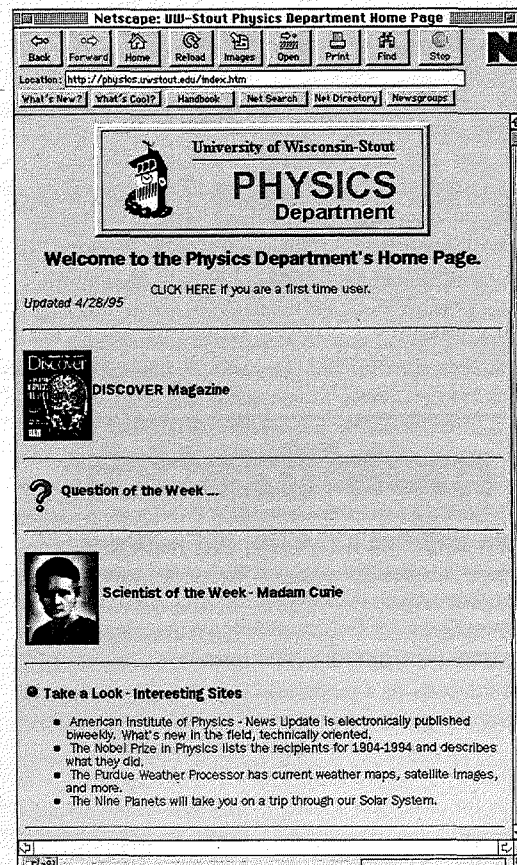 Netscape: UW-Stout Physics Department Home Page
Back Forward Home Reload Images Open Print Find Stop N
Location: http://physics.uwstout.edu/index.htm
What's New? What's Cool? Handbook Net Search Net Directory Newsgroups
University of Wisconsin-Stout
PHYSICS
Department
Welcome to the Physics Department's Home Page.
CLICK HERE if you are a first time user.
Updated 4/28/95
DISCOVER
DISCOVER Magazine
? Question of the Week ...
Scientist of the Week - Madam Curie
Take a Look - Interesting Sites
American Institute of Physics - News Update is electronically published
biweekly. What's new in the field, technically oriented.
The Nobel Prize in Physics lists the recipients for 1904-1994 and describes
what they did.
The Purdue Weather Processor has current weather maps, satellite images,
and more.
The Nine Planets will take you on a trip through our Solar System.